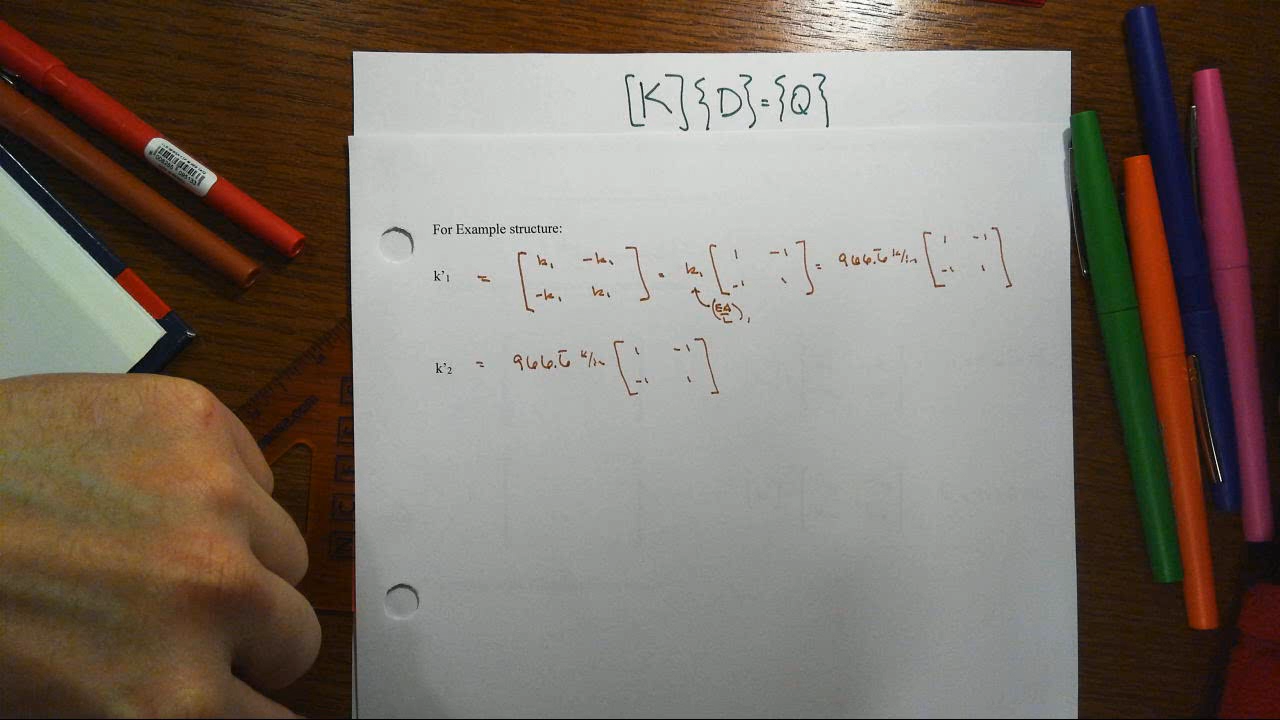 [K]{D}={Q}
For Example structure:
k'₁ = [k₁ -k₁; -k₁ k₁] = k₁ [1 -1; -1 1] = 966.6̅ k/in [1 -1; -1 1]
(EA/L)₁
k'₂ = 966.6̅ k/in [1 -1; -1 1]